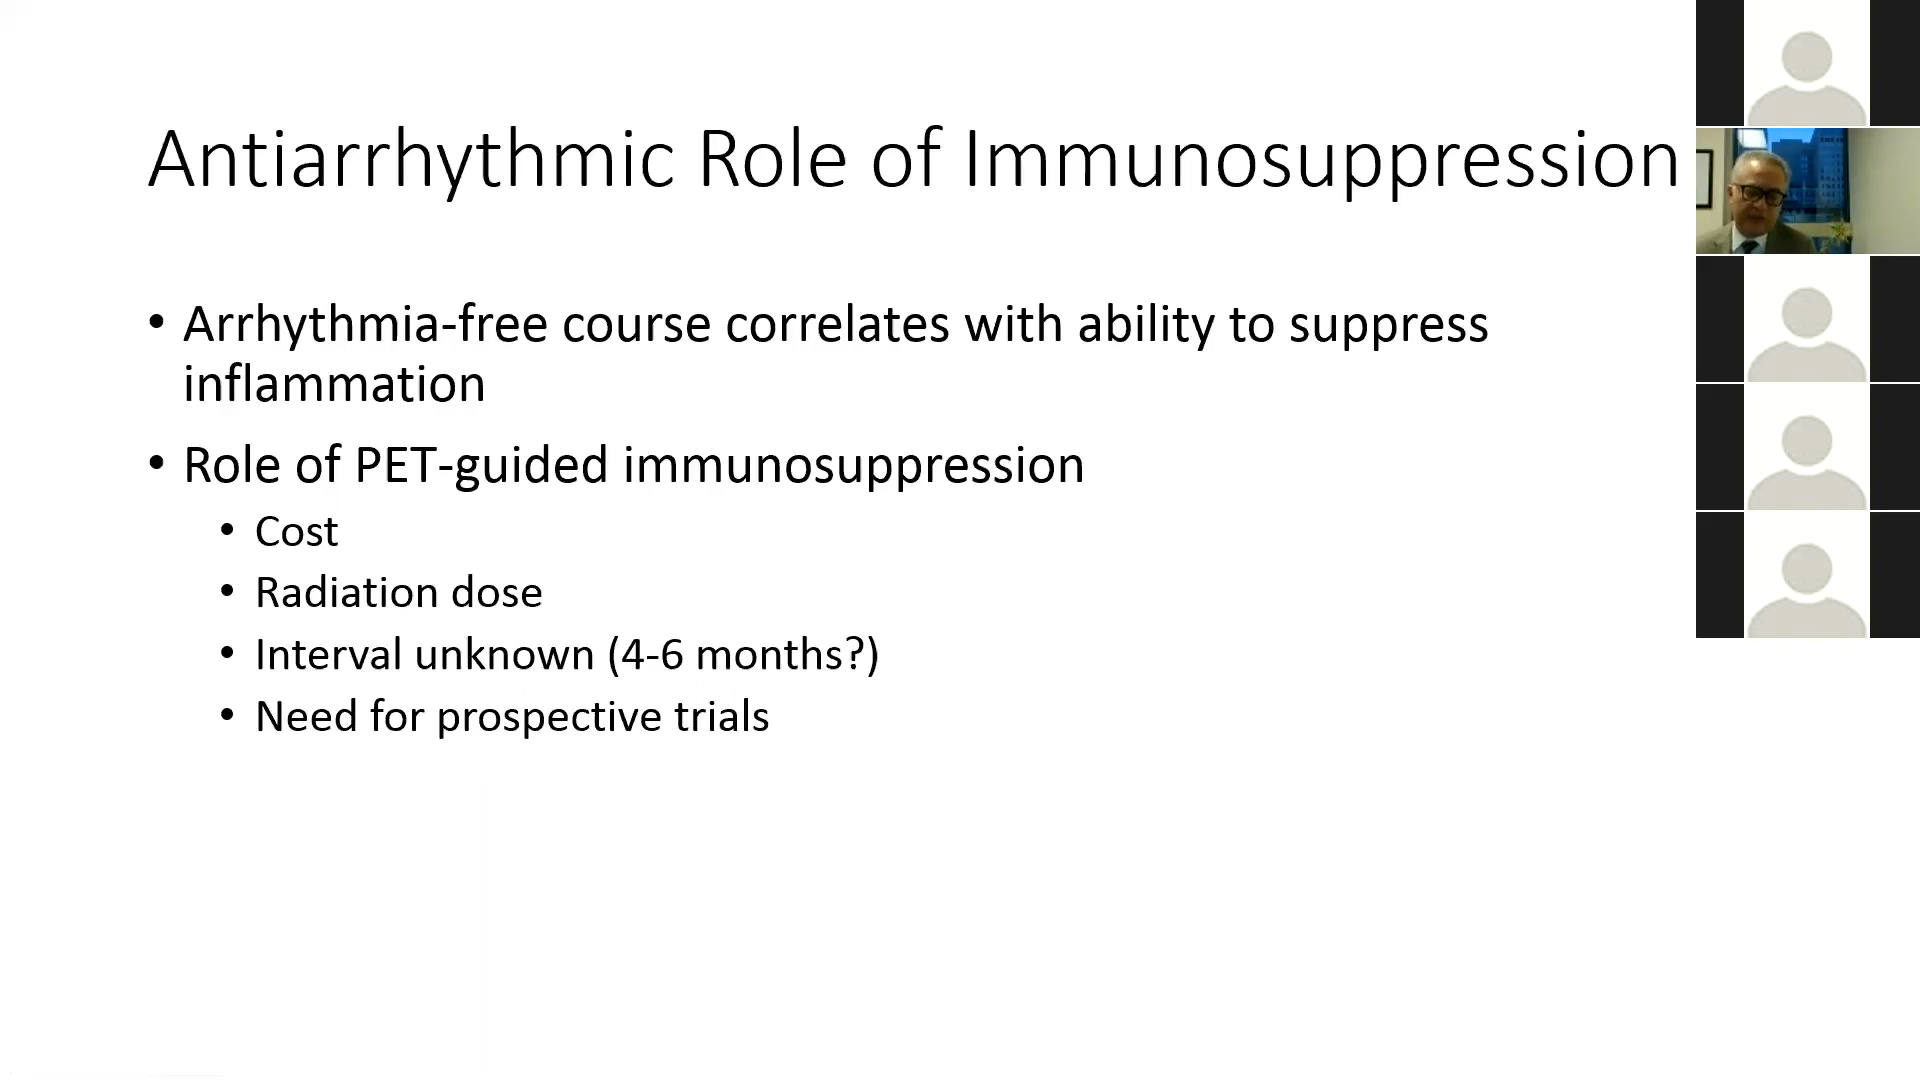 Antiarrhythmic Role of Immunosuppression
• Arrhythmia-free course correlates with ability to suppress
inflammation
• Role of PET-guided immunosuppression
• Cost
• Radiation dose
• Interval unknown (4-6 months?)
• Need for prospective trials